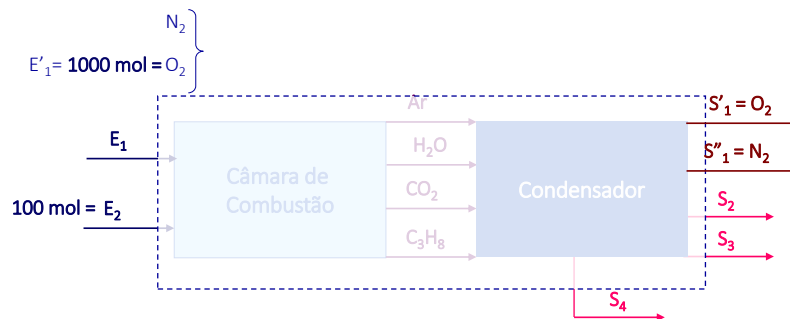 N₂
E'₁= 1000 mol = O₂
Ar
S'₁ = O₂
E₁
H₂O
S"₁ = N₂
Câmara de
Combustão
CO₂
Condensador
S₂
100 mol = E₂
C₃H₈
S₃
S₄